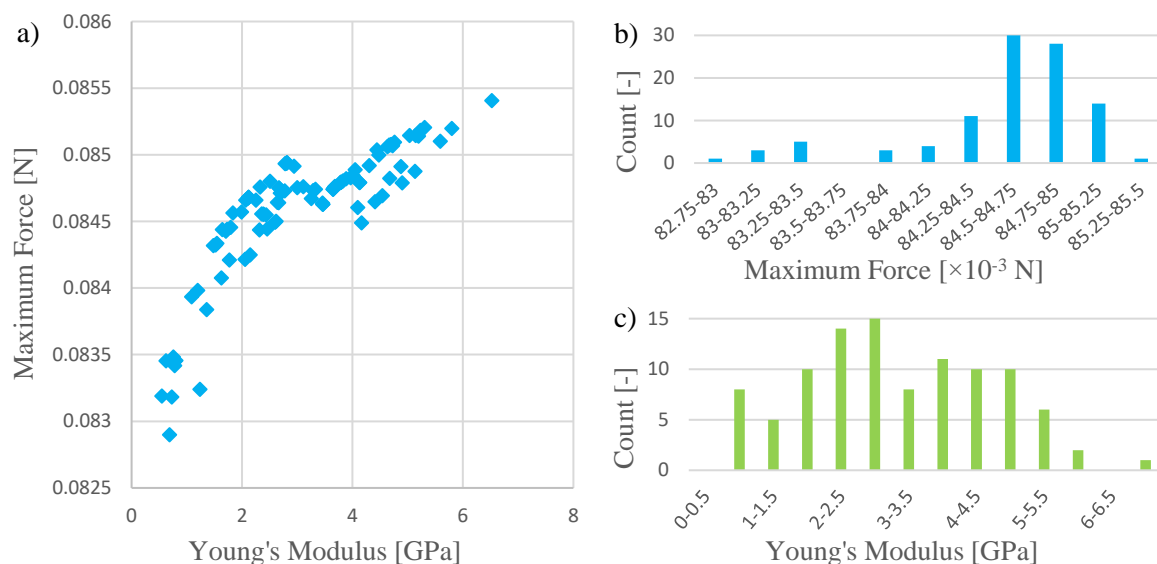 a)
0.086
0.0855
0.085
0.0845
0.084
0.0835
0.083
0.0825
Maximum Force [N]
0 2 4 6 8
Young's Modulus [GPa]
b)
30
20
10
0
Count [-]
82.75-83 83-83.25 83.25-83.5 83.5-83.75 83.75-84 84-84.25 84.25-84.5 84.5-84.75 84.75-85 85-85.25 85.25-85.5
Maximum Force [×10⁻³ N]
c)
15
10
5
0
Count [-]
0-0.5 1-1.5 2-2.5 3-3.5 4-4.5 5-5.5 6-6.5
Young's Modulus [GPa]